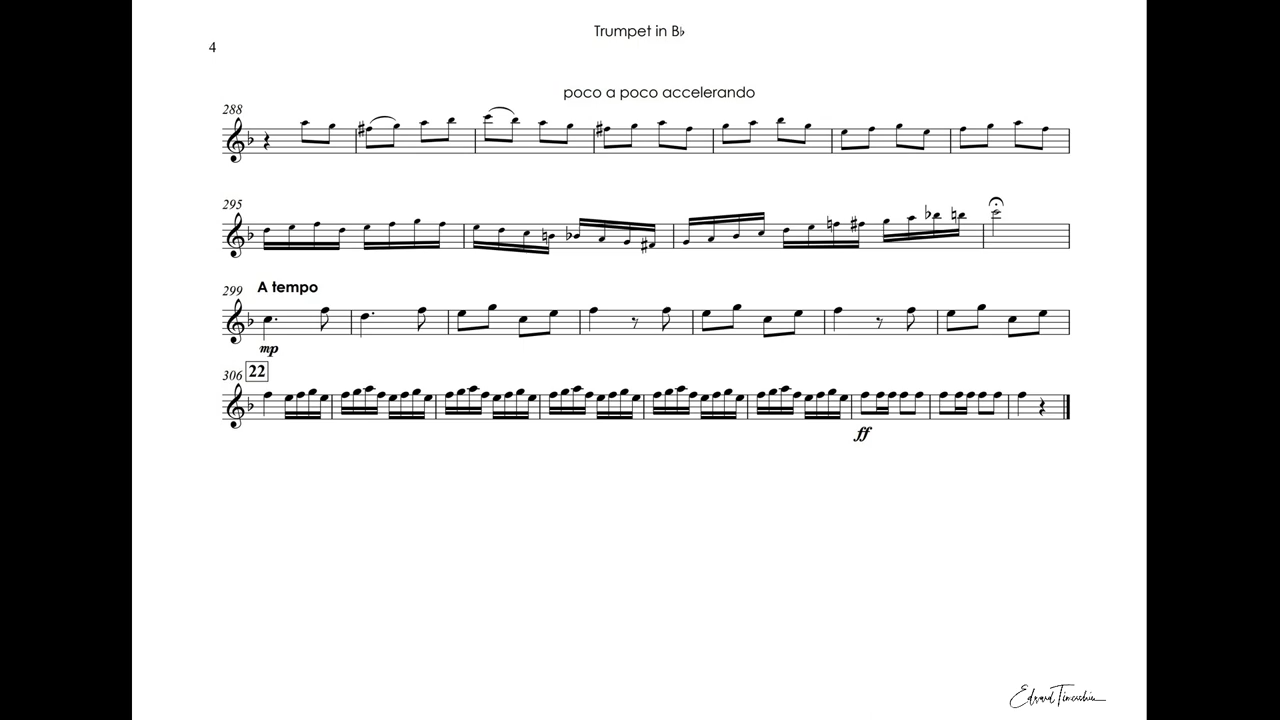 Trumpet in B♭
4
poco a poco accelerando
288
295
A tempo
299
mp
306 22
ff